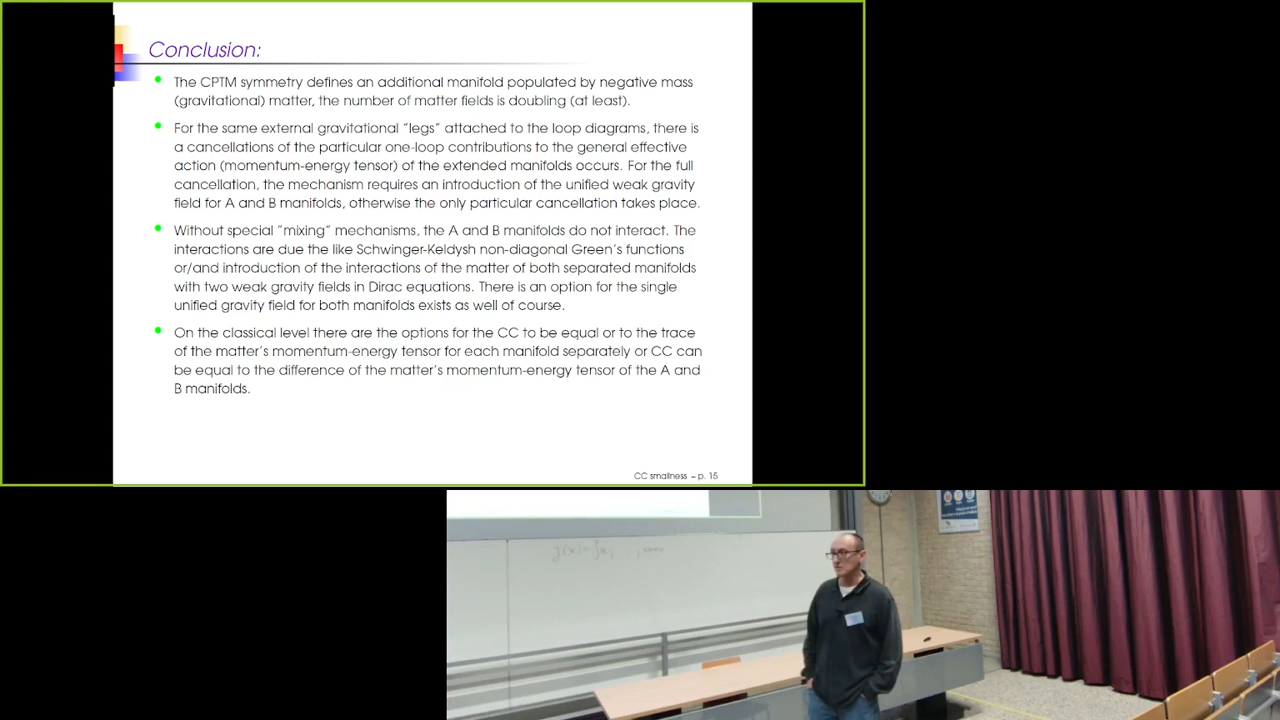 Conclusion:
The CPTM symmetry defines an additional manifold populated by negative mass
(gravitational) matter, the number of matter fields is doubling (at least).
For the same external gravitational "legs" attached to the loop diagrams, there is
a cancellations of the particular one-loop contributions to the general effective
action (momentum-energy tensor) of the extended manifolds occurs. For the full
cancellation, the mechanism requires an introduction of the unified weak gravity
field for A and B manifolds, otherwise the only particular cancellation takes place.
Without special "mixing" mechanisms, the A and B manifolds do not interact. The
interactions are due the like Schwinger-Keldysh non-diagonal Green's functions
or/and introduction of the interactions of the matter of both separated manifolds
with two weak gravity fields in Dirac equations. There is an option for the single
unified gravity field for both manifolds exists as well of course.
On the classical level there are the options for the CC to be equal or to the trace
of the matter's momentum-energy tensor for each manifold separately or CC can
be equal to the difference of the matter's momentum-energy tensor of the A and
B manifolds.
CC smallness – p. 15